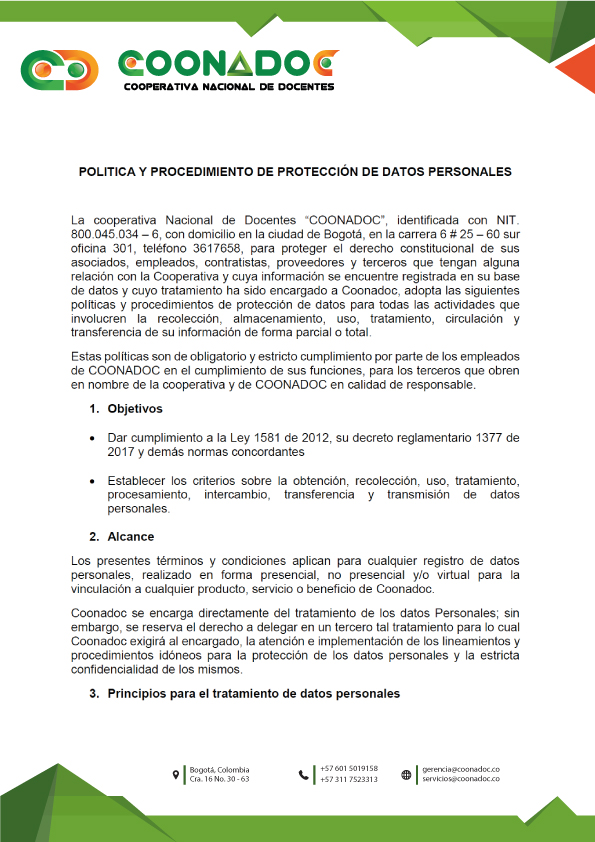 COONADOC
COOPERATIVA NACIONAL DE DOCENTES
POLITICA Y PROCEDIMIENTO DE PROTECCIÓN DE DATOS PERSONALES
La cooperativa Nacional de Docentes “COONADOC”, identificada con NIT.
800.045.034 – 6, con domicilio en la ciudad de Bogotá, en la carrera 6 # 25 – 60 sur
oficina 301, teléfono 3617658, para proteger el derecho constitucional de sus
asociados, empleados, contratistas, proveedores y terceros que tengan alguna
relación con la Cooperativa y cuya información se encuentre registrada en su base
de datos y cuyo tratamiento ha sido encargado a Coonadoc, adopta las siguientes
políticas y procedimientos de protección de datos para todas las actividades que
involucren la recolección, almacenamiento, uso, tratamiento, circulación y
transferencia de su información de forma parcial o total.
Estas políticas son de obligatorio y estricto cumplimiento por parte de los empleados
de COONADOC en el cumplimiento de sus funciones, para los terceros que obren
en nombre de la cooperativa y de COONADOC en calidad de responsable.
1. Objetivos
• Dar cumplimiento a la Ley 1581 de 2012, su decreto reglamentario 1377 de
2017 y demás normas concordantes
• Establecer los criterios sobre la obtención, recolección, uso, tratamiento,
procesamiento, intercambio, transferencia y transmisión de datos
personales.
2. Alcance
Los presentes términos y condiciones aplican para cualquier registro de datos
personales, realizado en forma presencial, no presencial y/o virtual para la
vinculación a cualquier producto, servicio o beneficio de Coonadoc.
Coonadoc se encarga directamente del tratamiento de los datos Personales; sin
embargo, se reserva el derecho a delegar en un tercero tal tratamiento para lo cual
Coonadoc exigirá al encargado, la atención e implementación de los lineamientos y
procedimientos idóneos para la protección de los datos personales y la estricta
confidencialidad de los mismos.
3. Principios para el tratamiento de datos personales
Bogotá, Colombia
Cra. 16 No. 30 - 63
+57 601 5019158
+57 311 7523313
gerencia@coonadoc.co
servicios@coonadoc.co